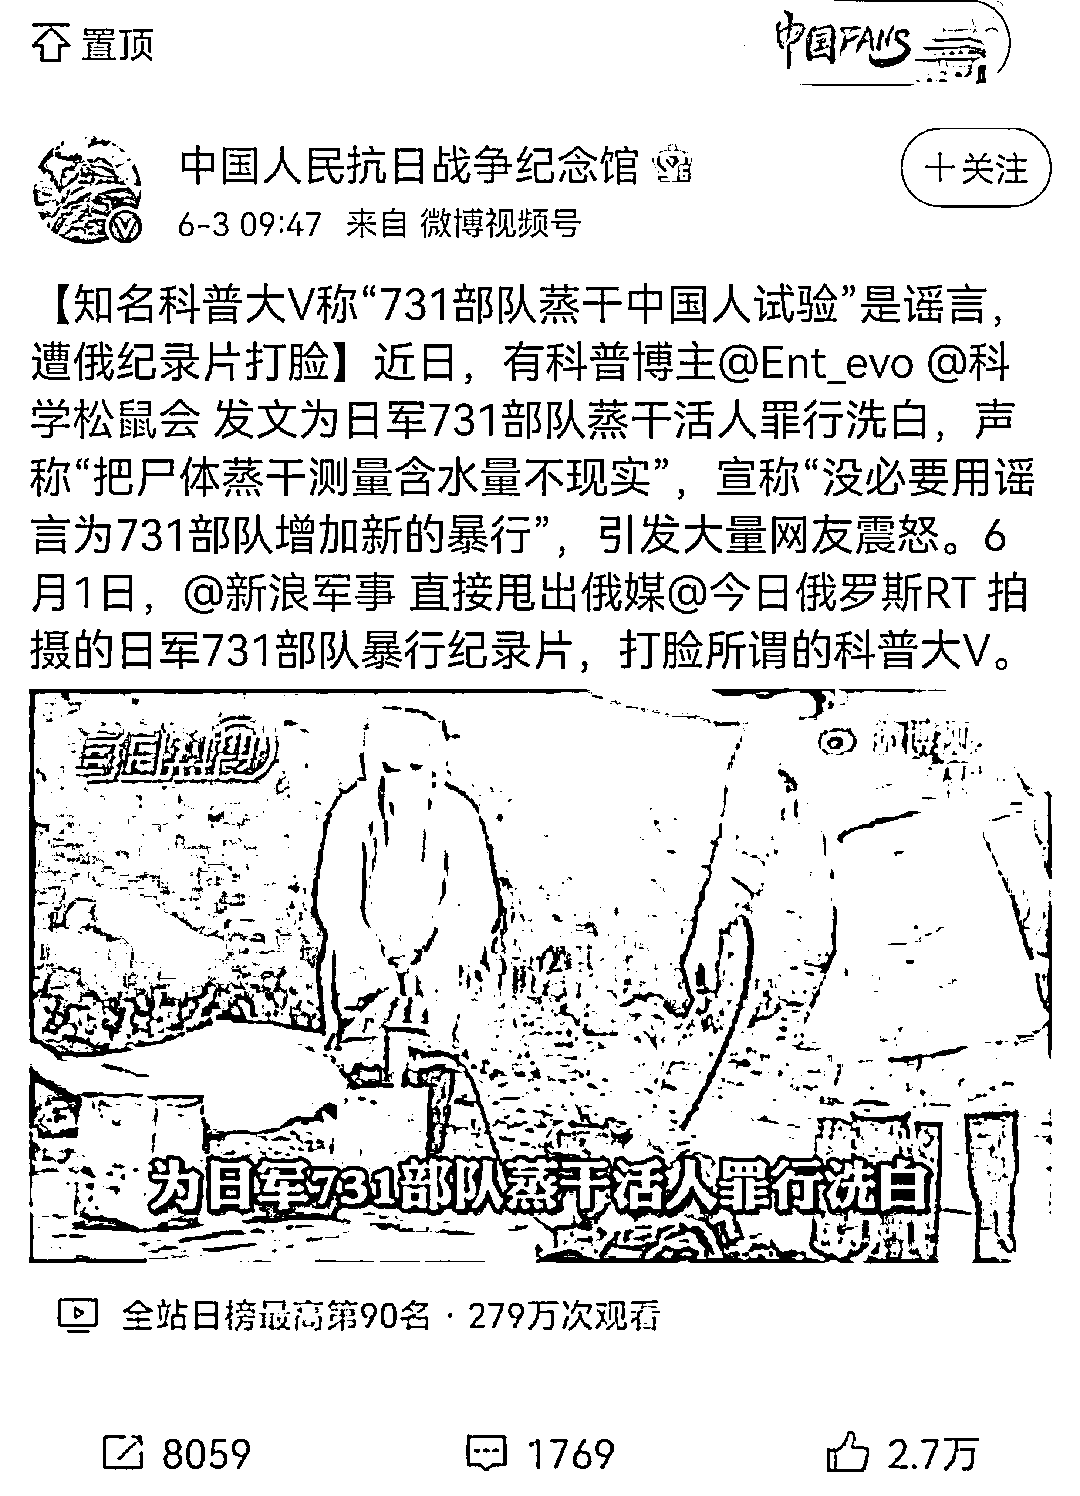 置顶
中国FANS
中国人民抗日战争纪念馆
6-3 09:47 来自 微博视频号
+关注
【知名科普大V称“731部队蒸干中国人试验”是谣言，
遭俄纪录片打脸】近日，有科普博主@Ent_evo @科
学松鼠会 发文为日军731部队蒸干活人罪行洗白，声
称“把尸体蒸干测量含水量不现实”，宣称“没必要用谣
言为731部队增加新的暴行”，引发大量网友震怒。6
月1日，@新浪军事 直接甩出俄媒@今日俄罗斯RT 拍
摄的日军731部队暴行纪录片，打脸所谓的科普大V。
为日军731部队蒸干活人罪行洗白
全站日榜最高第90名 · 279万次观看
8059
1769
2.7万